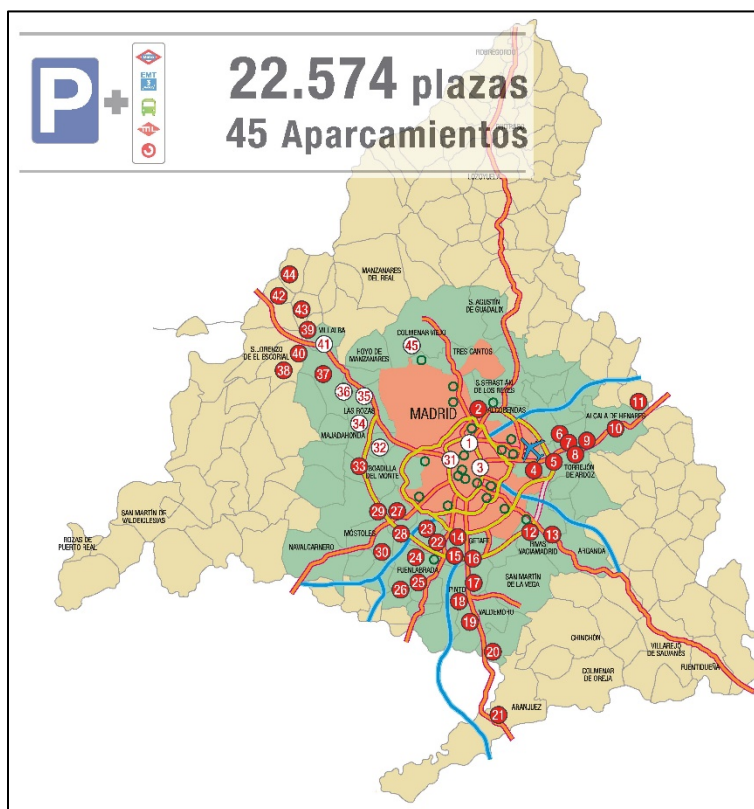 ROBREGORDO
22.574 plazas
P
EMT
45 Aparcamientos
ML
LOZOYUELA
44
MANZANARES
DEL REAL
42
43
S. AGUSTÍN
DE GUADALIX
39
VILLALBA
COLMENAR VIEJO
41
45
S. LORENZO
DE EL ESCORIAL
40
HOYO DE
MANZANARES
TRES CANTOS
38
37
S. SEBASTIÁN
DE LOS REYES
36
35
11
LAS ROZAS
MADRID
2
ALCOBENDAS
ALCALÁ DE HENARES
34
10
MAJADAHONDA
32
1
6
7
9
8
31
3
33
BOADILLA
DEL MONTE
4
5
TORREJÓN
DE ARDOZ
SAN MARTÍN DE
VALDEIGLESIAS
29
27
ROZAS DE
PUERTO REAL
MÓSTOLES
28
23
14
GETAFE
12
13
22
NAVALCARNERO
30
24
15
16
RIVAS
VACIAMADRID
ARGANDA
FUENLABRADA
26
25
17
SAN MARTÍN
DE LA VEGA
PINTO
18
VALDEMORO
19
CHINCHÓN
VILLAREJO
DE SALVANÉS
20
FUENTIDUEÑA
COLMENAR
DE OREJA
21
ARANJUEZ